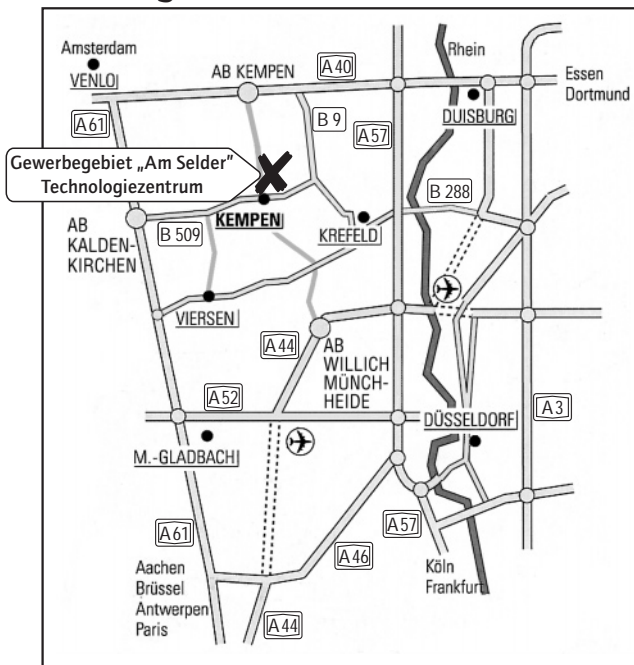 Amsterdam
VENLO
AB KEMPEN
A40
Rhein
Essen
Dortmund
A61
B 9
A57
DUISBURG
Gewerbegebiet „Am Selder”
Technologiezentrum
B 288
AB
KALDEN-
KIRCHEN
B 509
KEMPEN
KREFELD
VIERSEN
A44
AB
WILLICH
MÜNCH-
HEIDE
A52
DÜSSELDORF
A3
M.-GLADBACH
A61
A57
A46
Aachen
Brüssel
Antwerpen
Paris
Köln
Frankfurt
A44